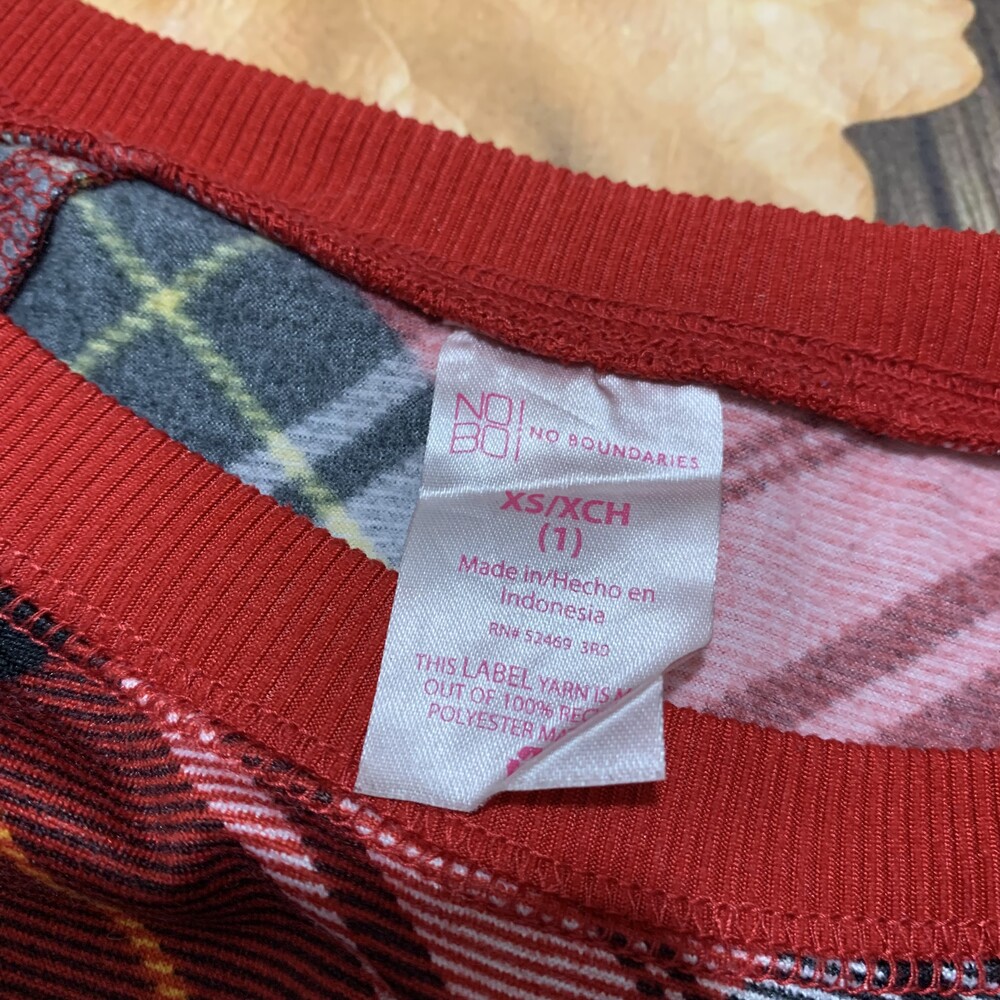 NO
BO
NO BOUNDARIES
XS/XCH
(1)
Made in/Hecho en
Indonesia
RN# 52469 3RD
THIS LABEL YARN IS
OUT OF 100%
POLYESTER